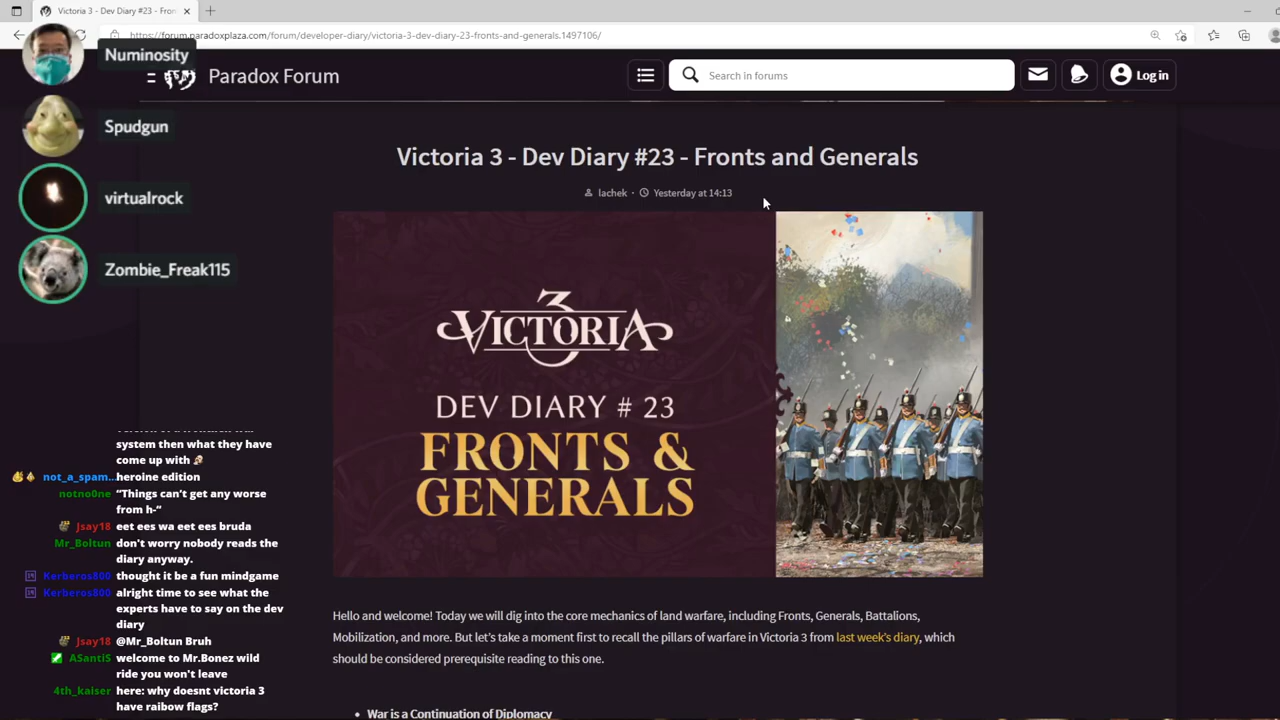 Victoria 3 - Dev Diary #23 - Fron
https://forum.paradoxplaza.com/forum/developer-diary/victoria-3-dev-diary-23-fronts-and-generals.1497106/
Numinosity
Paradox Forum
Search in forums
Log in
Spudgun
virtualrock
Zombie_Freak115
Victoria 3 - Dev Diary #23 - Fronts and Generals
lachek · Yesterday at 14:13
3
VICTORIA
DEV DIARY # 23
FRONTS &
GENERALS
system then what they have
come up with
not_a_spam... heroine edition
notno0ne "Things can't get any worse
from h-"
Jsay18 eet ees wa eet ees bruda
Mr_Boltun don't worry nobody reads the
diary anyway.
Kerberos800 thought it be a fun mindgame
Kerberos800 alright time to see what the
experts have to say on the dev
diary
Jsay18 @Mr_Boltun Bruh
ASantiS welcome to Mr.Bonez wild
ride you won't leave
4th_kaiser here: why doesnt victoria 3
have raibow flags?
Hello and welcome! Today we will dig into the core mechanics of land warfare, including Fronts, Generals, Battalions,
Mobilization, and more. But let's take a moment first to recall the pillars of warfare in Victoria 3 from last week's diary, which
should be considered prerequisite reading to this one.
• War is a Continuation of Diplomacy